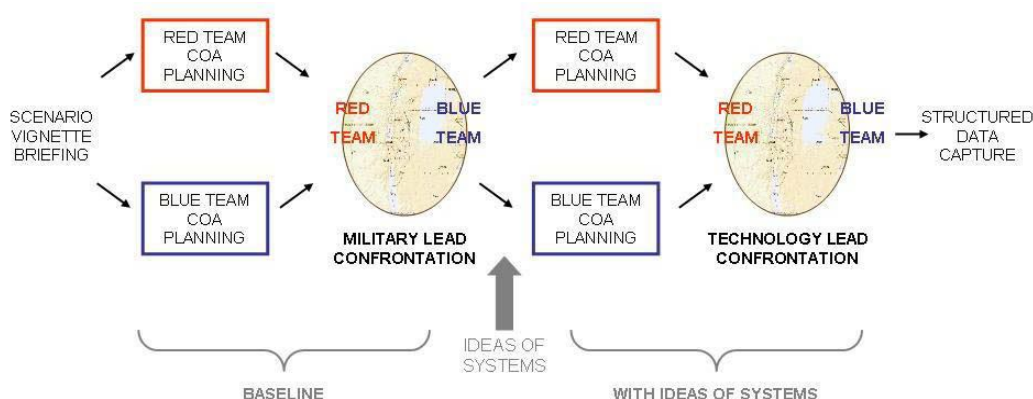 SCENARIO
VIGNETTE
BRIEFING
RED TEAM
COA
PLANNING
BLUE TEAM
COA
PLANNING
RED
TEAM
BLUE
TEAM
MILITARY LEAD
CONFRONTATION
IDEAS OF
SYSTEMS
RED TEAM
COA
PLANNING
BLUE TEAM
COA
PLANNING
RED
TEAM
BLUE
TEAM
TECHNOLOGY LEAD
CONFRONTATION
STRUCTURED
DATA
CAPTURE
BASELINE
WITH IDEAS OF SYSTEMS